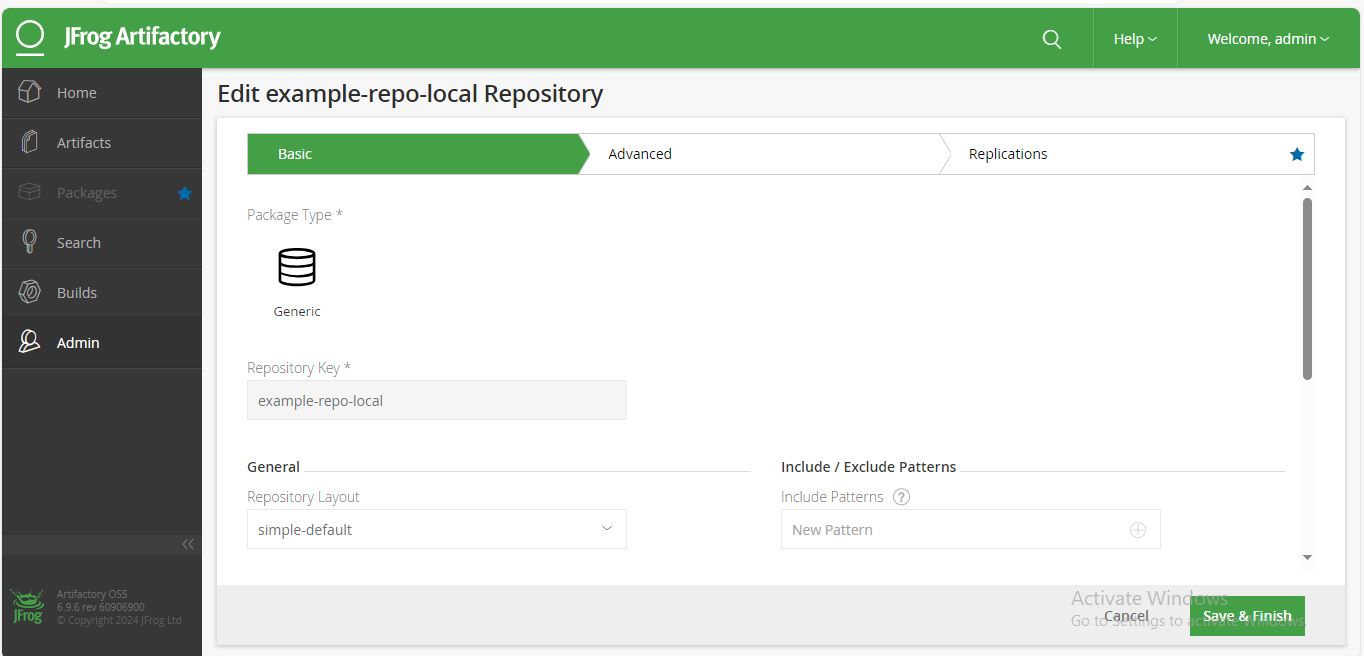 JFrog Artifactory
Help
Welcome, admin
Home
Artifacts
Packages
Search
Builds
Admin
Artifactory OSS
6.9.6 rev 60906900
© Copyright 2024 JFrog Ltd
JFrog
Edit example-repo-local Repository
Basic
Advanced
Replications
Package Type *
Generic
Repository Key *
example-repo-local
General
Repository Layout
simple-default
Include / Exclude Patterns
Include Patterns ?
New Pattern
Activate Windows
Go to Settings to activate Windows.
Cancel
Save & Finish